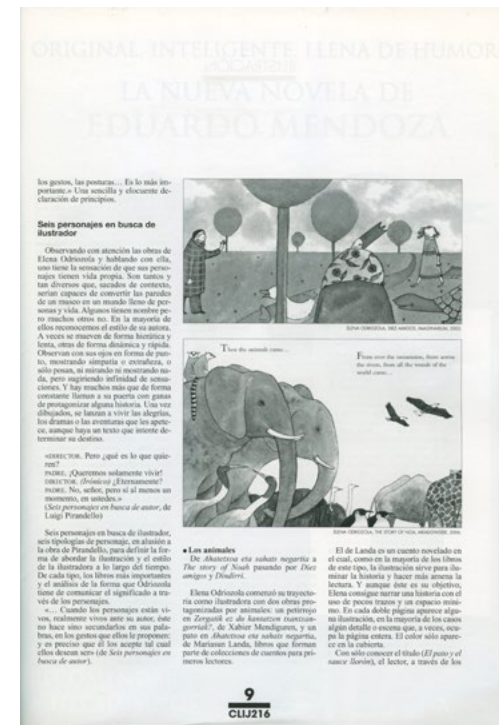 ORIGINAL, INTELIGENTE, LLENA DE HUMOR
LA NUEVA NOVELA DE
EDUARDO MENDOZA
los gestos, las posturas... Es lo más im-
portante.» Una sencilla y elocuente de-
claración de principios.
Seis personajes en busca de
ilustrador
Observando con atención las obras de
Elena Odriozola y hablando con ella,
uno tiene la sensación de que sus perso-
najes tienen vida propia. Son tantos y
tan diversos que, sacados de contexto,
serían capaces de convertir las paredes
de un museo en un mundo lleno de per-
sonas y vida. Algunos tienen nombre pe-
ro muchos otros no. En la mayoría de
ellos reconocemos el estilo de su autora.
A veces se mueven de forma hierática y
lenta, otras de forma dinámica y rápida.
Observan con sus ojos en forma de pun-
to, mostrando simpatía o extrañeza, o
sólo posan, ni mirando ni mostrando na-
da, pero sugiriendo infinidad de sensa-
ciones. Y hay muchos más que de forma
constante llaman a su puerta con ganas
de protagonizar alguna historia. Una vez
dibujados, se lanzan a vivir las alegrías,
los dramas o las aventuras que les apete-
ce, aunque haya un texto que intente de-
terminar su destino.
«DIRECTOR. Pero ¿qué es lo que quie-
ren?
PADRE. ¡Queremos solamente vivir!
DIRECTOR. (Irónico) ¿Eternamente?
PADRE. No, señor, pero sí al menos un
momento, en ustedes.»
(Seis personajes en busca de autor, de
Luigi Pirandello)
Seis personajes en busca de ilustrador,
seis tipologías de personaje, en alusión a
la obra de Pirandello, para definir la for-
ma de abordar la ilustración y el estilo
de la ilustradora a lo largo del tiempo.
De cada tipo, los libros más importantes
y el análisis de la forma que Odriozola
tiene de comunicar el significado a tra-
vés de los personajes.
«... Cuando los personajes están vi-
vos, realmente vivos ante su autor, éste
no hace sino secundarlos en sus pala-
bras, en los gestos que ellos le proponen;
y es preciso que él los acepte tal cual
ellos desean ser» (de Seis personajes en
busca de autor).
ELENA ODRIOZOLA, DIEZ AMIGOS, IMAGINARIUM, 2003.
Then the animals came...
From over the mountains, from across
the rivers, from all the woods of the
world came...
ELENA ODRIOZOLA, THE STORY OF NOA, MEADOWSIDE, 2006.
■ Los animales
De Ahatetxoa eta sahats negartia a
The story of Noah pasando por Diez
amigos y Dindirri.
Elena Odriozola comenzó su trayecto-
ria como ilustradora con dos obras pro-
tagonizadas por animales: un petirrojo
en Zergatik ez du kantatzen txantxan-
gorriak?, de Xabier Mendiguren, y un
pato en Ahatetxoa eta sahats negartia,
de Mariasun Landa, libros que forman
parte de colecciones de cuentos para pri-
meros lectores.
El de Landa es un cuento novelado en
el cual, como en la mayoría de los libros
de este tipo, la ilustración sirve para ilu-
minar la historia y hacer más amena la
lectura. Y aunque éste es su objetivo,
Elena consigue narrar una historia con el
uso de pocos trazos y un espacio míni-
mo. En cada doble página aparece algu-
na ilustración, en la mayoría de los casos
algún detalle o escena que, a veces, ocu-
pa la página entera. El color sólo apare-
ce en la cubierta.
Con sólo conocer el título (El pato y el
sauce llorón), el lector, a través de los
9
CLIJ216